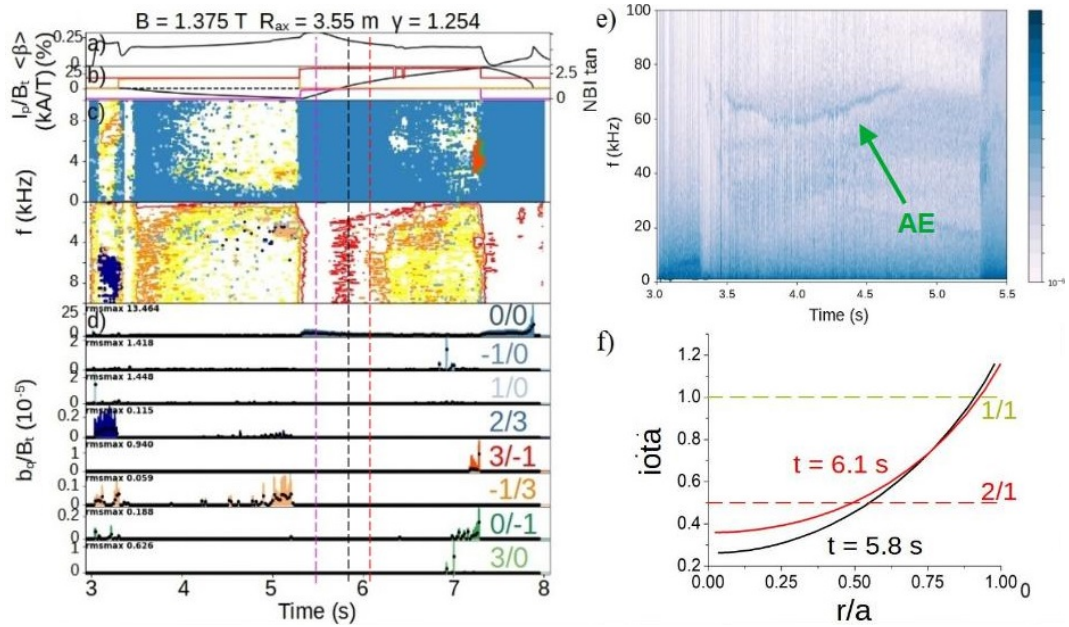 B = 1.375 T R_ax = 3.55 m γ = 1.254
a)
<β> (%)
0.25
0
b)
I_p/B_t (kA/T)
25
0
NBI tan
2.5
0
c)
f (kHz)
8
4
0
4
8
d)
b_θ/B_t (10^-5)
rmsmax 13.464
25
0
0/0
rmsmax 1.418
2
0
-1/0
rmsmax 1.448
2
0
1/0
rmsmax 0.115
0.2
0
2/3
rmsmax 0.940
1
0
3/-1
rmsmax 0.059
0.1
0
-1/3
rmsmax 0.188
0.2
0
0/-1
rmsmax 0.626
1
0
3/0
3 4 5 6 7 8
Time (s)
e)
f (kHz)
100
80
60
40
20
0
AE
3.0 3.5 4.0 4.5 5.0 5.5
Time (s)
f)
iota
1.2
1.0
0.8
0.6
0.4
0.2
1/1
2/1
t = 6.1 s
t = 5.8 s
0.00 0.25 0.50 0.75 1.00 0
r/a